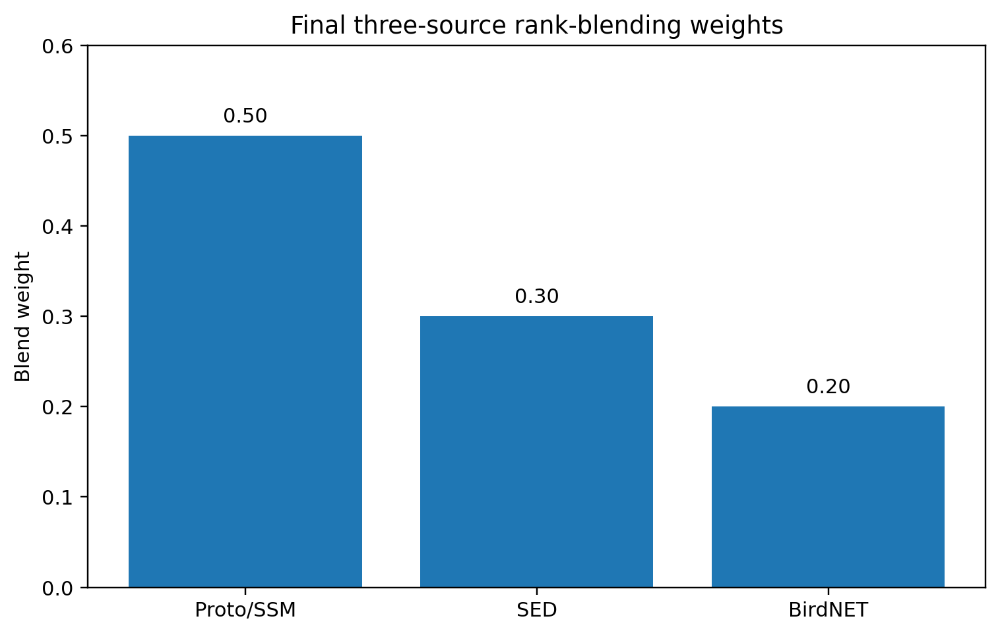 Final three-source rank-blending weights
Blend weight
0.6
0.5
0.4
0.3
0.2
0.1
0.0
0.50
0.30
0.20
Proto/SSM
SED
BirdNET